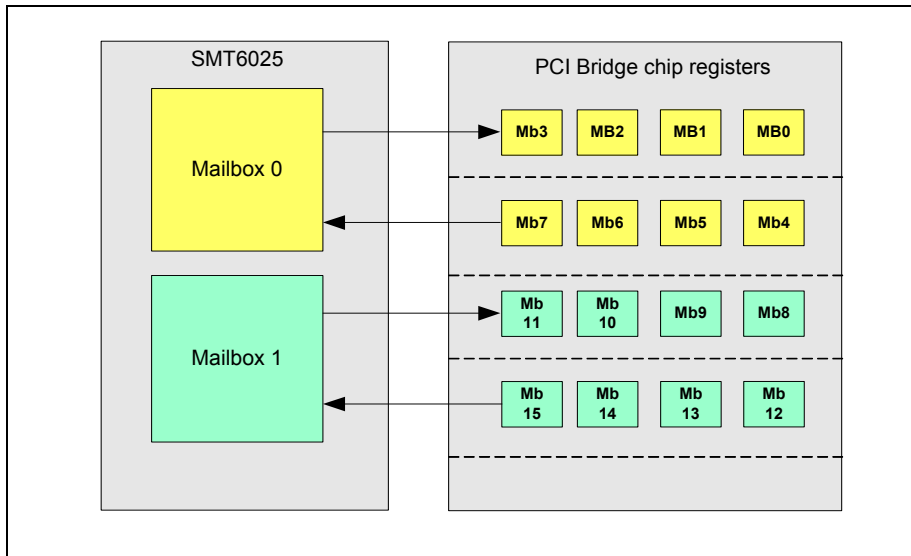 SMT6025
PCI Bridge chip registers
Mailbox 0
Mb3 MB2 MB1 MB0
Mb7 Mb6 Mb5 Mb4
Mailbox 1
Mb
11
Mb
10
Mb9 Mb8
Mb
15
Mb
14
Mb
13
Mb
12